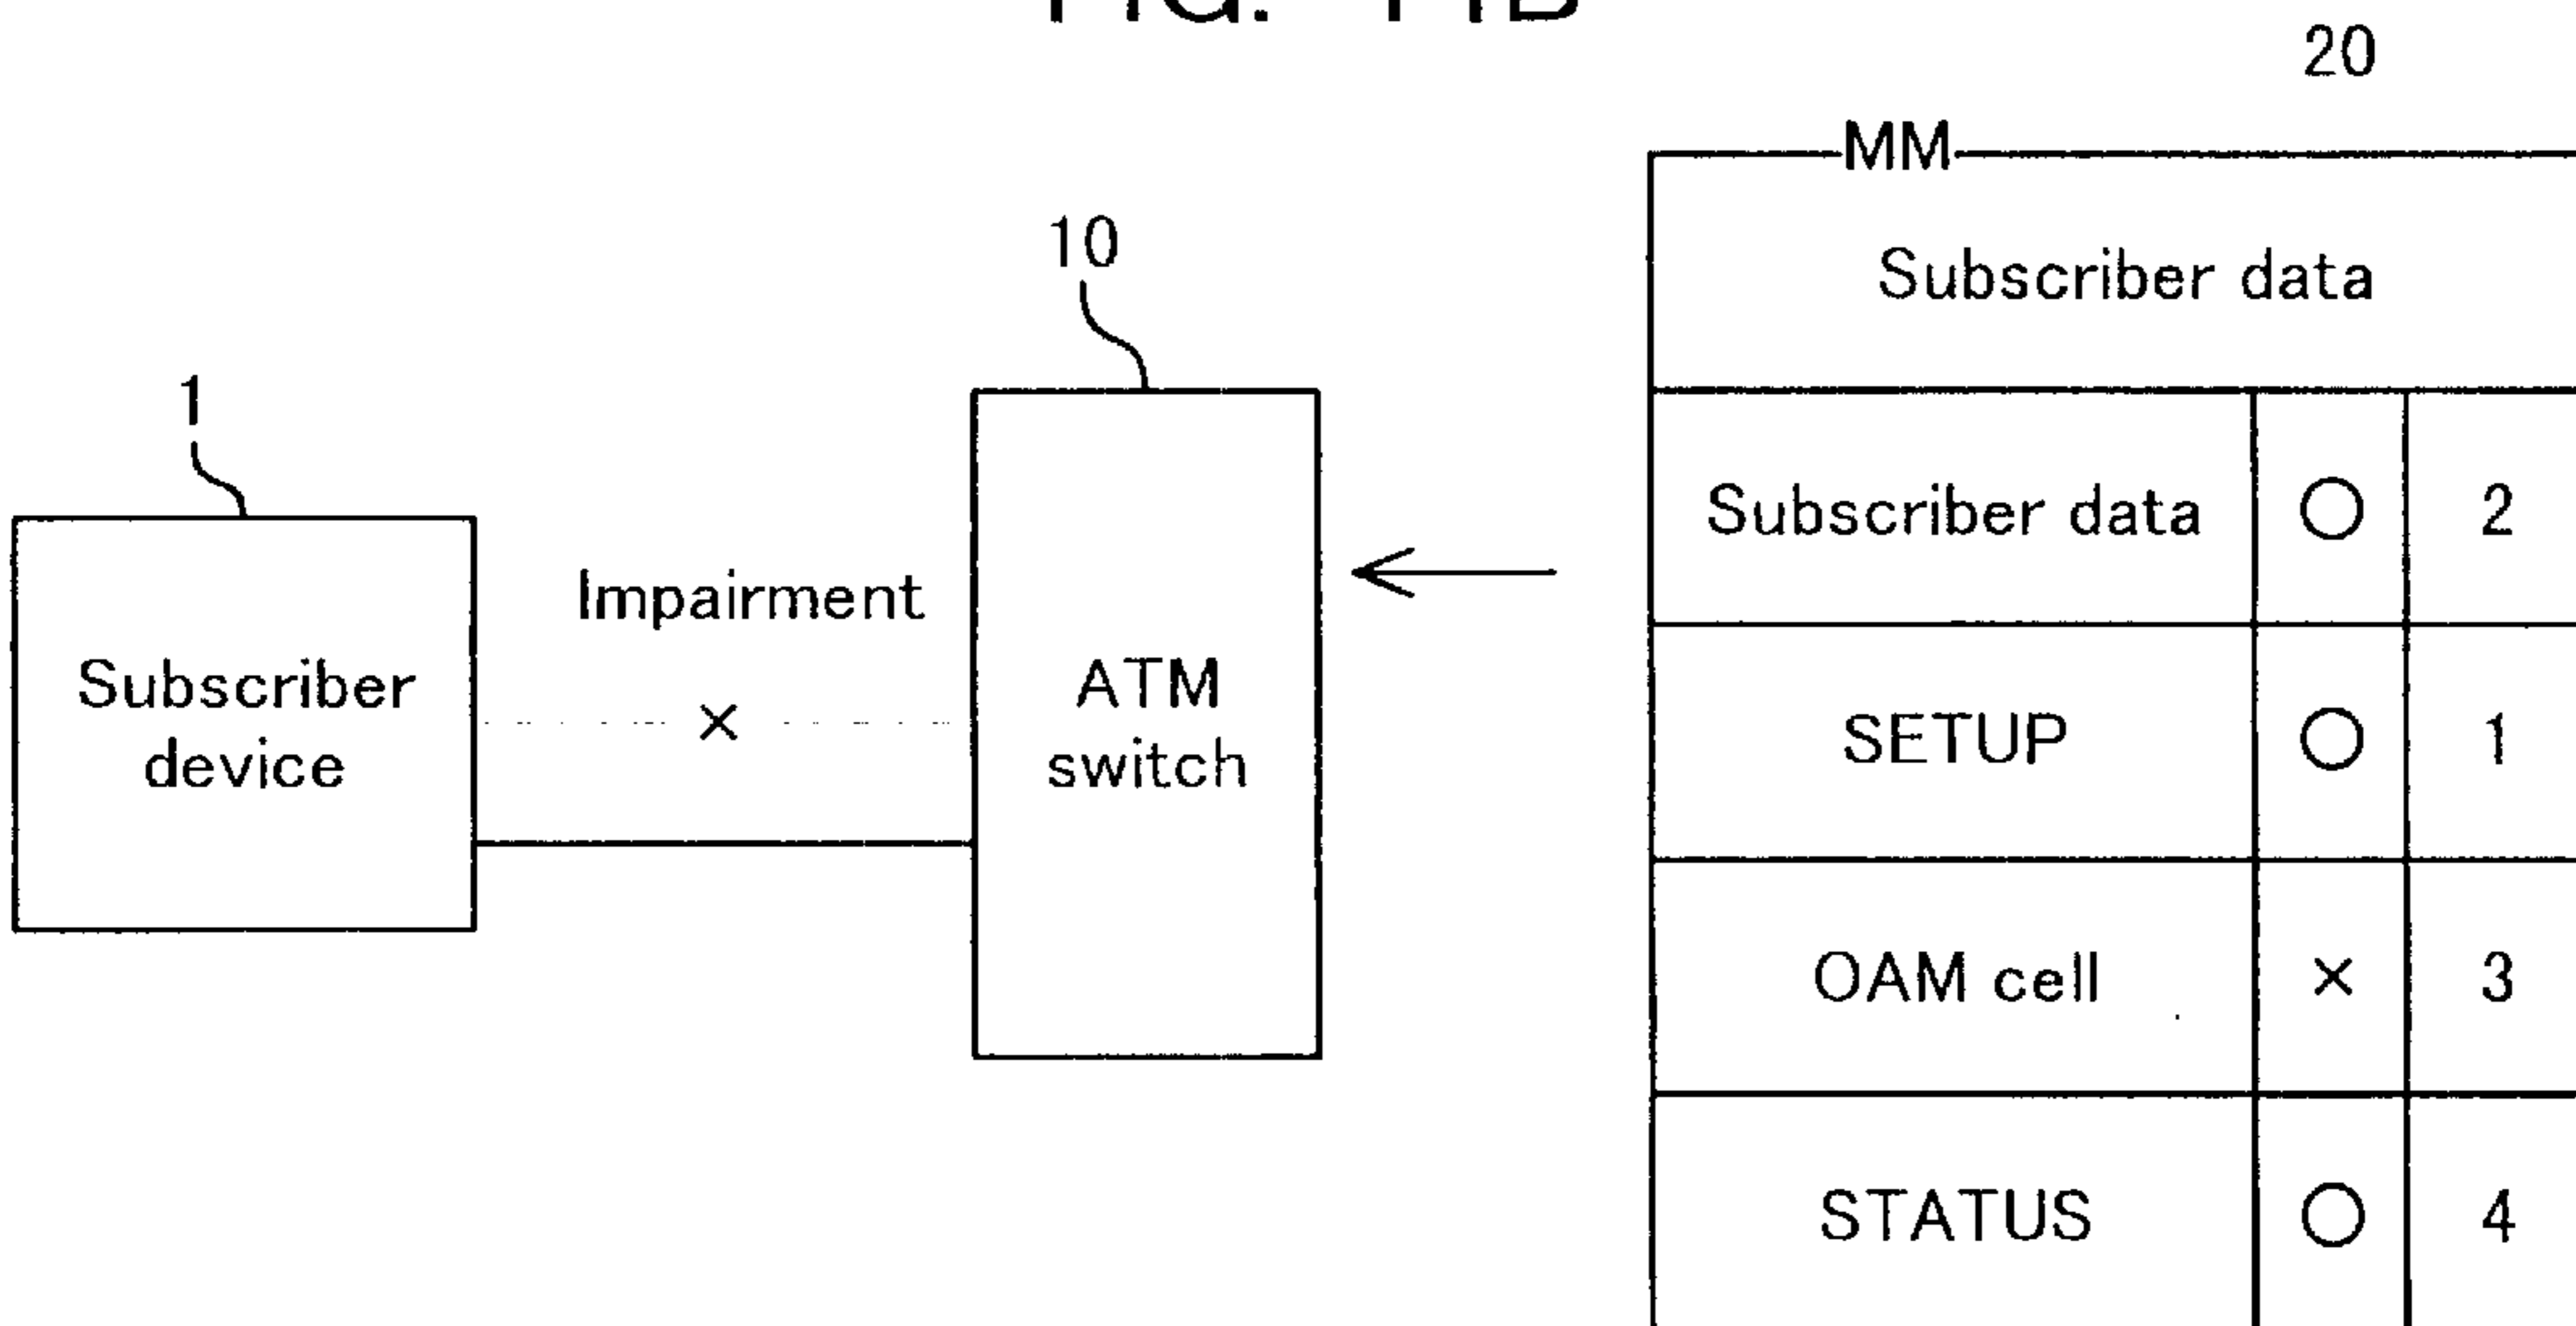 20
MM
Subscriber data
10
1
Subscriber data ○ 2
Impairment
Subscriber
device
×
ATM
switch
SETUP ○ 1
OAM cell × 3
STATUS ○ 4